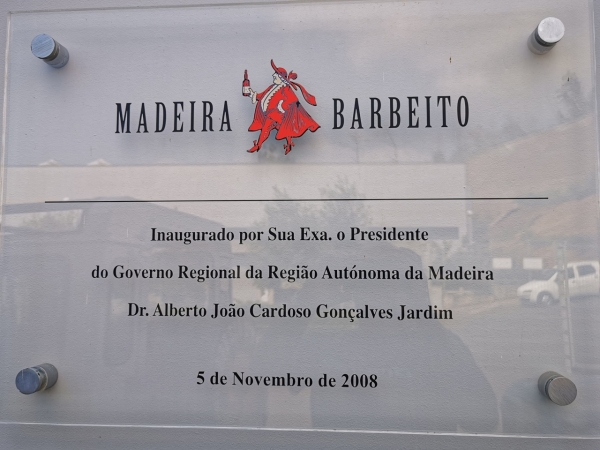 MADEIRA BARBEITO
Inaugurado por Sua Exa. o Presidente
do Governo Regional da Região Autónoma da Madeira
Dr. Alberto João Cardoso Gonçalves Jardim
5 de Novembro de 2008